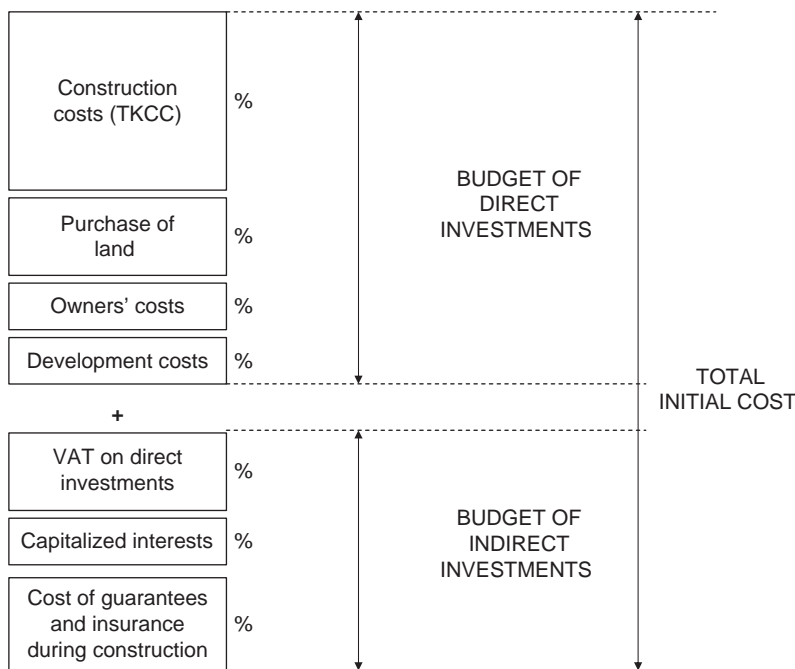 Construction
costs (TKCC)
%
Purchase of
land
%
Owners’ costs
%
Development costs
%
BUDGET OF
DIRECT
INVESTMENTS
+
VAT on direct
investments
%
Capitalized interests
%
Cost of guarantees
and insurance
during construction
%
BUDGET OF
INDIRECT
INVESTMENTS
TOTAL
INITIAL COST